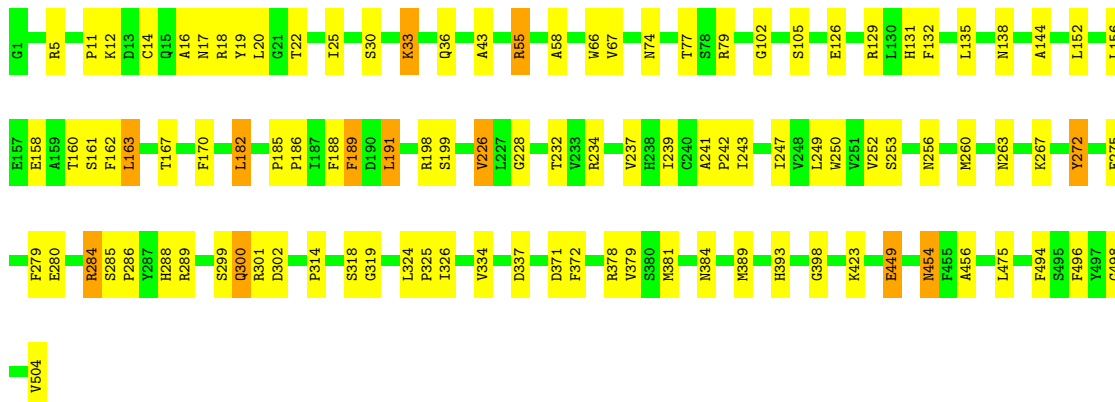 G1 R5 P11 K12 D13 C14 Q15 A16 N17 R18 Y19 L20 G21 T22 I25 S30 K33 Q36 A43 R55 A58 W66 V67 N74 T77 S78 R79 G102 S105 E126 R129 L130 H131 F132 L135 N138 A144 L152
E157 E158 A159 T160 S161 F162 L163 T167 F170 L182 P185 P186 I187 F188 F189 D190 L191 R198 S199 V226 L227 G228 T232 V233 R234 V237 H238 I239 C240 A241 P242 I243 I247 V248 L249 W250 V251 V252 S253 N256 M260 N263 K267 Y272
F279 E280 R284 S285 P286 Y287 H288 R289 S299 Q300 R301 D302 P314 S318 G319 L324 P325 I326 V334 D337 D371 F372 R378 V379 S380 M381 N384 M389 H393 G398 K423 E449 N454 F455 A456 L475 F494 S495 F496 Y497
V504